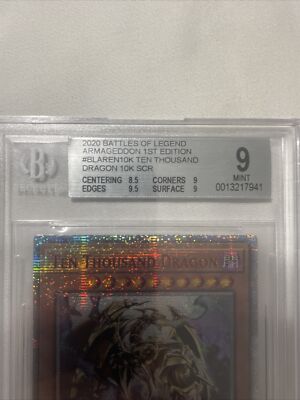 2020 BATTLES OF LEGEND
ARMAGEDDON 1ST EDITION
#BLAREN10K TEN THOUSAND
DRAGON 10K SCR
CENTERING 8.5 CORNERS 9
EDGES 9.5 SURFACE 9
9
MINT
0013217941
B
BECKETT
TEN THOUSAND DRAGON